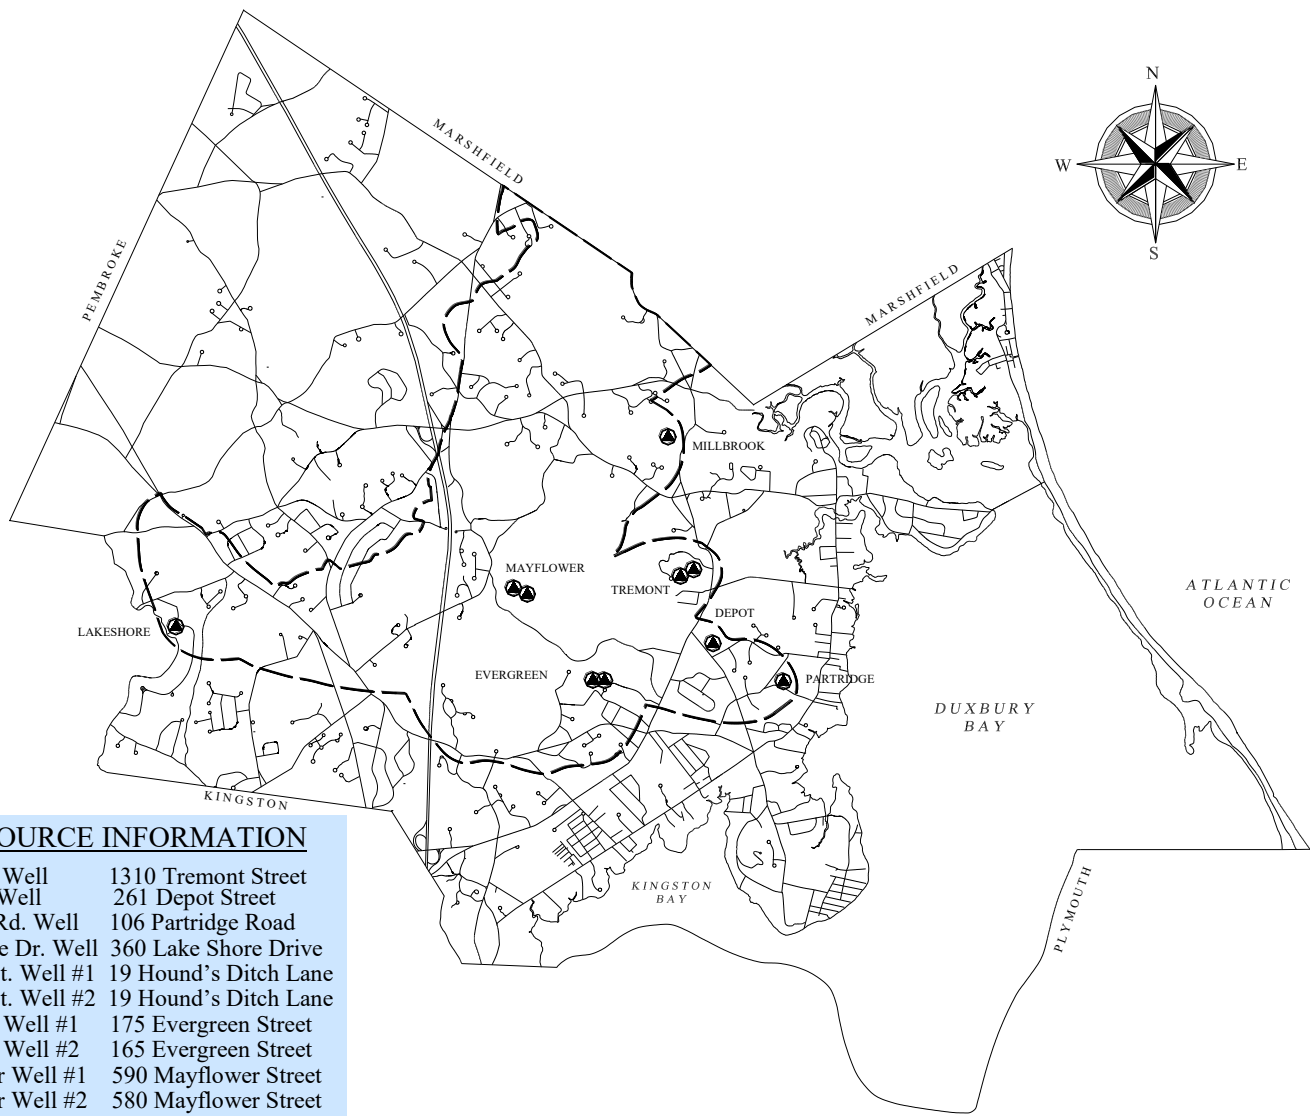 N
W E
S
MARSHFIELD
MARSHFIELD
PEMBROKE
MILLBROOK
MAYFLOWER
TREMONT
DEPOT
LAKESHORE
EVERGREEN
PARTRIDGE
ATLANTIC
OCEAN
DUXBURY
BAY
KINGSTON
KINGSTON
BAY
PLYMOUTH
OURCE INFORMATION
Well 1310 Tremont Street
Well 261 Depot Street
Rd. Well 106 Partridge Road
e Dr. Well 360 Lake Shore Drive
t. Well #1 19 Hound's Ditch Lane
t. Well #2 19 Hound's Ditch Lane
Well #1 175 Evergreen Street
Well #2 165 Evergreen Street
r Well #1 590 Mayflower Street
r Well #2 580 Mayflower Street